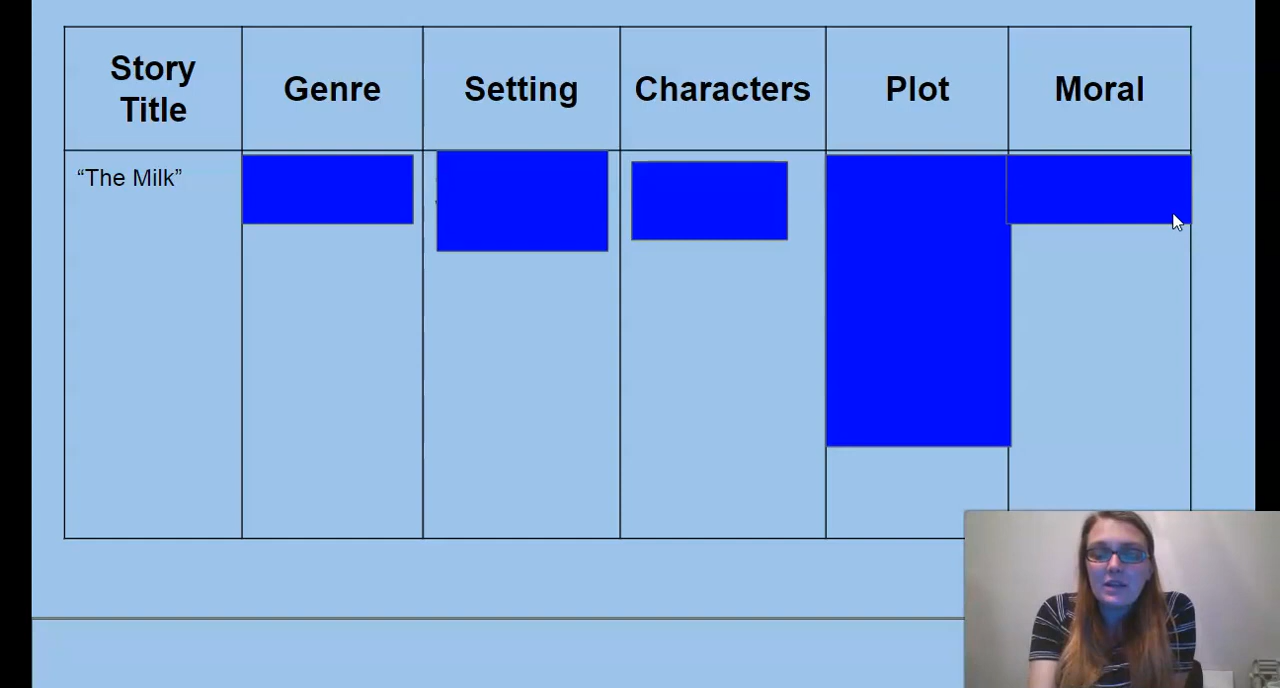 Story
Title
Genre
Setting
Characters
Plot
Moral
“The Milk”